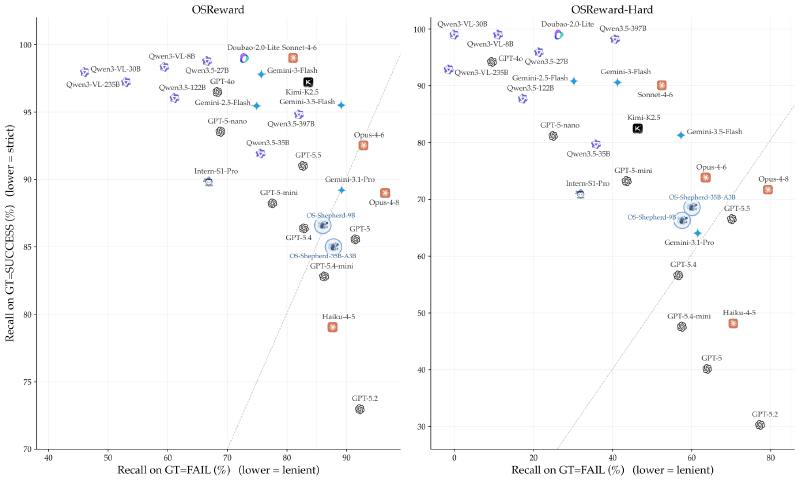 OSReward
Recall on GT=SUCCESS (%) (lower = strict)
100
95
90
85
80
75
70
Qwen3-VL-30B
Qwen3-VL-235B
Qwen3-VL-8B
Qwen3.5-27B
Qwen3.5-122B
GPT-4o
Doubao-2.0-Lite
Sonnet-4-6
Gemini-3-Flash
Kimi-K2.5
Gemini-2.5-Flash
Gemini-3.5-Flash
Qwen3.5-397B
GPT-5-nano
Qwen3.5-35B
Opus-4-6
GPT-5.5
Intern-S1-Pro
Gemini-3.1-Pro
GPT-5-mini
Opus-4-8
OS-Shepherd-9B
GPT-5.4
GPT-5
OS-Shepherd-35B-A3B
GPT-5.4-mini
Haiku-4-5
GPT-5.2
40 50 60 70 80 90
Recall on GT=FAIL (%) (lower = lenient)
OSReward-Hard
100
90
80
70
60
50
40
30
Qwen3-VL-30B
Qwen3-VL-8B
Doubao-2.0-Lite
Qwen3.5-397B
GPT-4o
Qwen3.5-27B
Qwen3-VL-235B
Gemini-2.5-Flash
Gemini-3-Flash
Qwen3.5-122B
Sonnet-4-6
Kimi-K2.5
GPT-5-nano
Gemini-3.5-Flash
Qwen3.5-35B
GPT-5-mini
Opus-4-6
Intern-S1-Pro
Opus-4-8
OS-Shepherd-35B-A3B
OS-Shepherd-9B
GPT-5.5
Gemini-3.1-Pro
GPT-5.4
GPT-5.4-mini
Haiku-4-5
GPT-5
GPT-5.2
0 20 40 60 80
Recall on GT=FAIL (%) (lower = lenient)